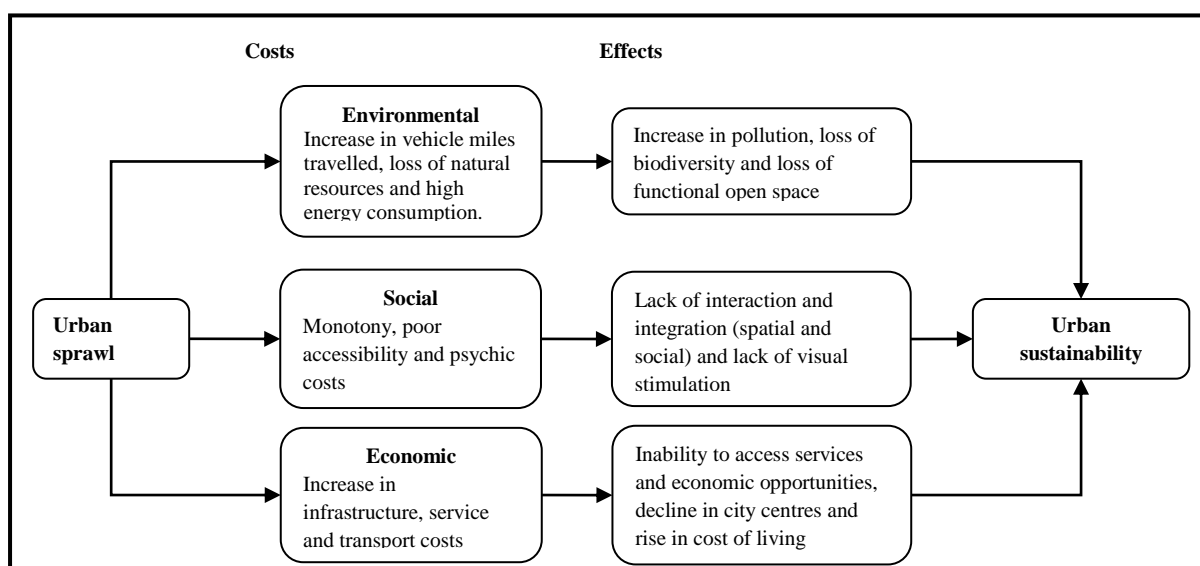 Costs
Effects
Environmental
Increase in vehicle miles
travelled, loss of natural
resources and high
energy consumption.
Increase in pollution, loss of
biodiversity and loss of
functional open space
Urban
sprawl
Social
Monotony, poor
accessibility and psychic
costs
Lack of interaction and
integration (spatial and
social) and lack of visual
stimulation
Urban
sustainability
Economic
Increase in
infrastructure, service
and transport costs
Inability to access services
and economic opportunities,
decline in city centres and
rise in cost of living